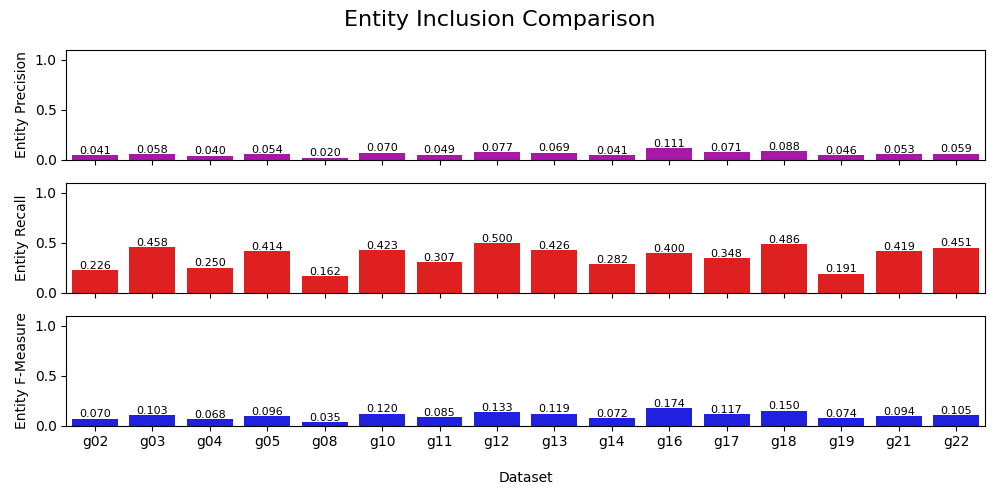 Entity Inclusion Comparison
Entity Precision
1.0
0.5
0.0
0.041 0.058 0.040 0.054 0.020 0.070 0.049 0.077 0.069 0.041 0.111 0.071 0.088 0.046 0.053 0.059
Entity Recall
1.0
0.5
0.0
0.226 0.458 0.250 0.414 0.162 0.423 0.307 0.500 0.426 0.282 0.400 0.348 0.486 0.191 0.419 0.451
Entity F-Measure
1.0
0.5
0.0
0.070 0.103 0.068 0.096 0.035 0.120 0.085 0.133 0.119 0.072 0.174 0.117 0.150 0.074 0.094 0.105
g02 g03 g04 g05 g08 g10 g11 g12 g13 g14 g16 g17 g18 g19 g21 g22
Dataset